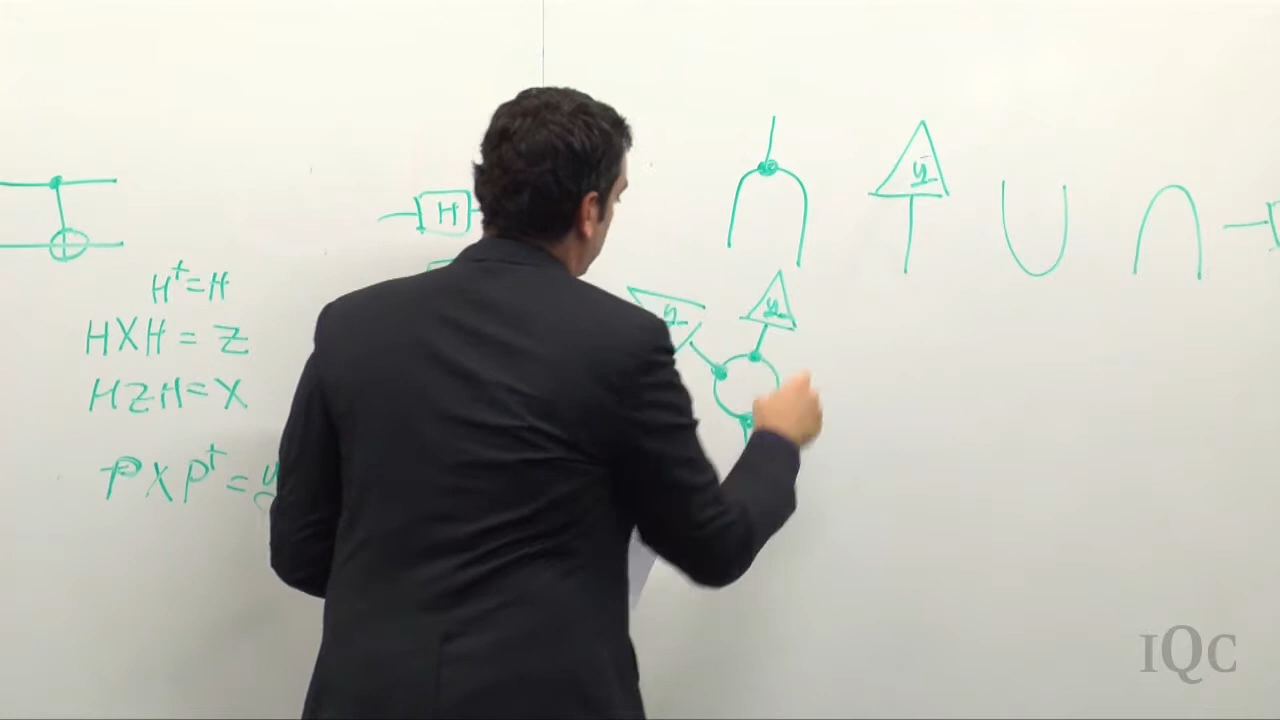 H
y
H† = H
HXH = Z
y
y
HZH = X
PXP† = y
IQC